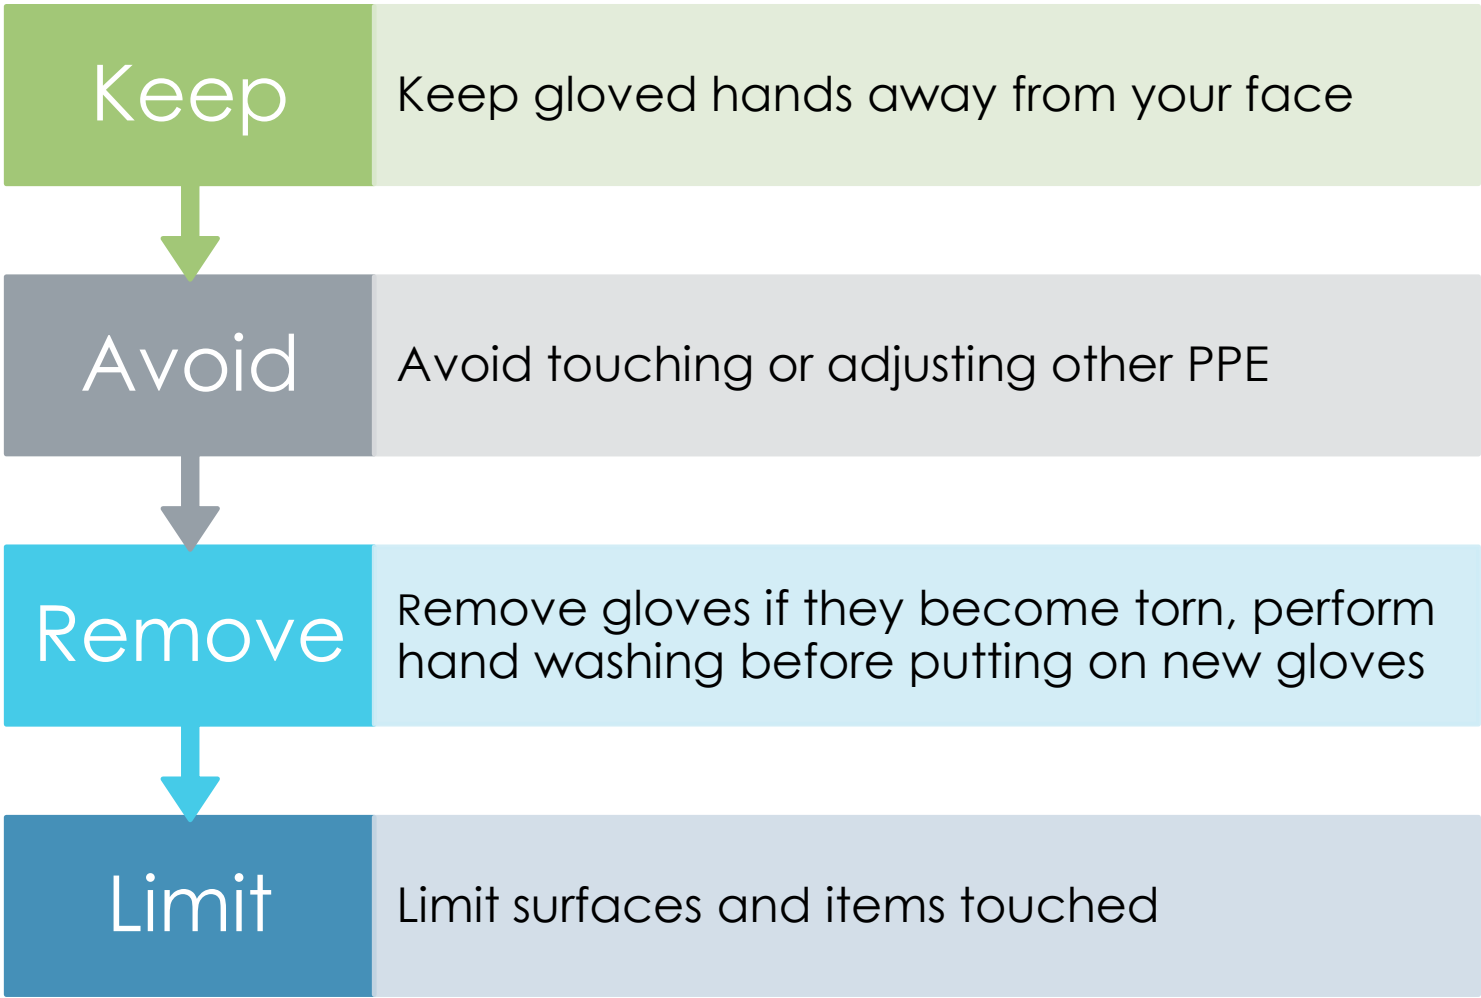 Keep
Keep gloved hands away from your face
Avoid
Avoid touching or adjusting other PPE
Remove
Remove gloves if they become torn, perform
hand washing before putting on new gloves
Limit
Limit surfaces and items touched